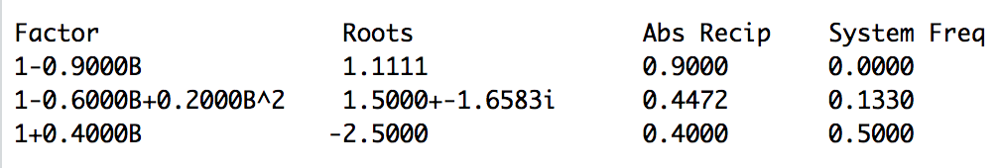 Factor Roots Abs Recip System Freq
1-0.9000B 1.1111 0.9000 0.0000
1-0.6000B+0.2000B^2 1.5000+-1.6583i 0.4472 0.1330
1+0.4000B -2.5000 0.4000 0.5000